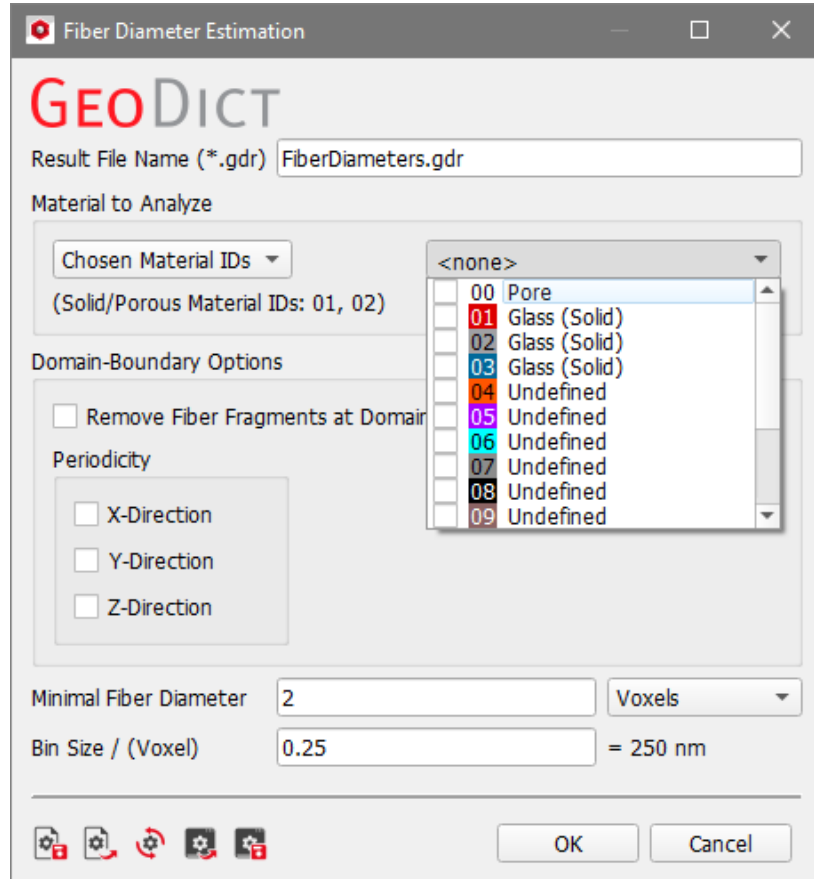 Fiber Diameter Estimation
GEODICT
Result File Name (*.gdr) FiberDiameters.gdr
Material to Analyze
Chosen Material IDs <none>
(Solid/Porous Material IDs: 01, 02)
00 Pore
01 Glass (Solid)
02 Glass (Solid)
03 Glass (Solid)
04 Undefined
05 Undefined
06 Undefined
07 Undefined
08 Undefined
09 Undefined
Domain-Boundary Options
Remove Fiber Fragments at Domain
Periodicity
X-Direction
Y-Direction
Z-Direction
Minimal Fiber Diameter 2 Voxels
Bin Size / (Voxel) 0.25 = 250 nm
OK Cancel